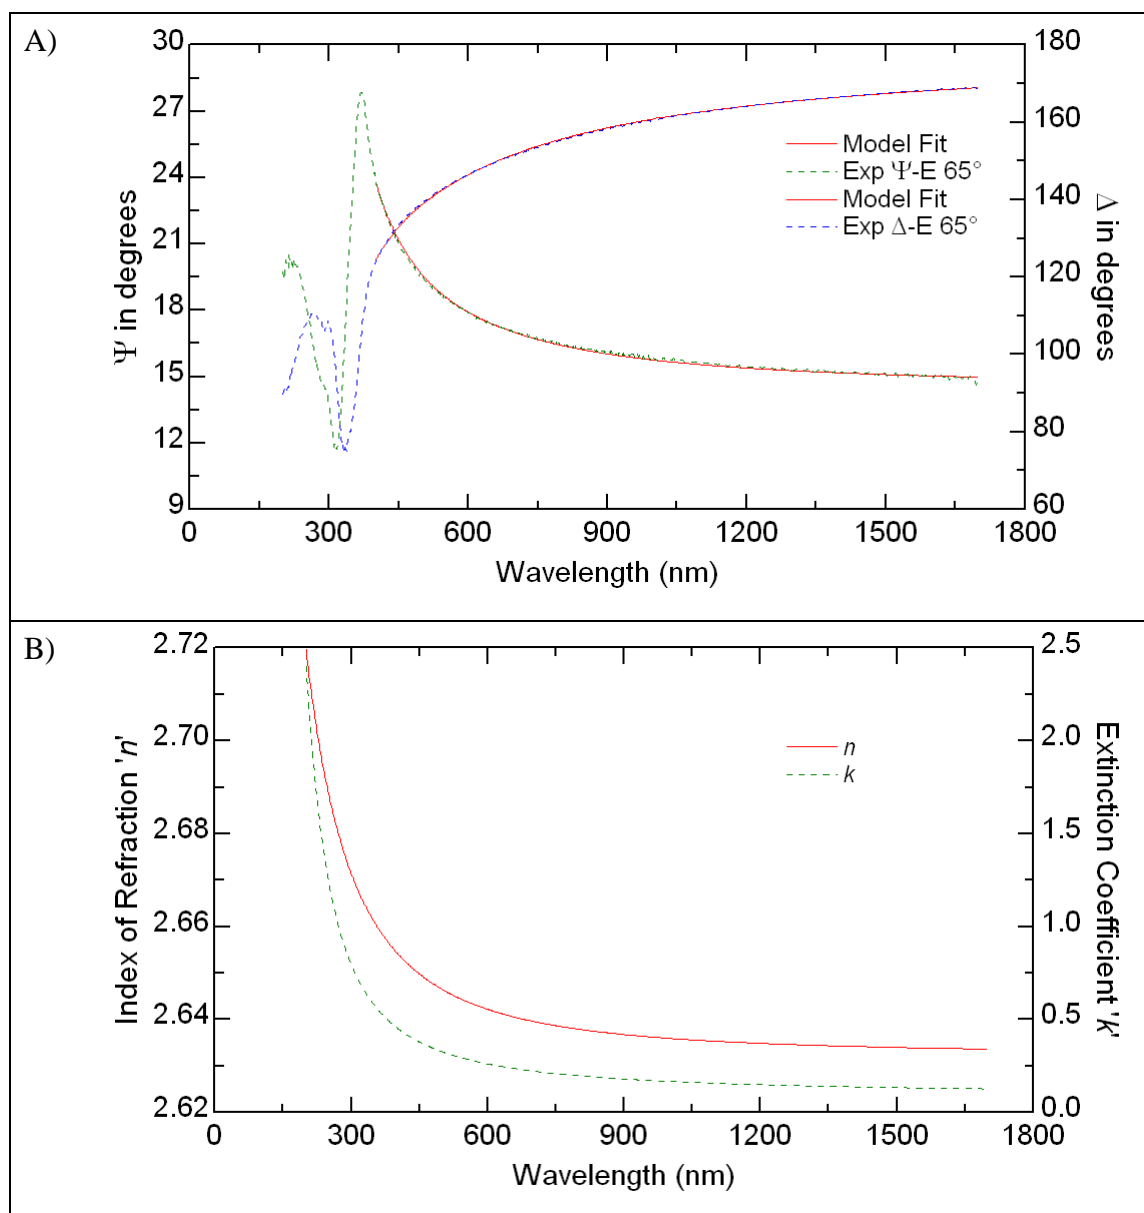 A)
30
27
24
21
18
15
12
9
Ψ in degrees
180
160
140
120
100
80
60
Δ in degrees
Model Fit
Exp Ψ-E 65°
Model Fit
Exp Δ-E 65°
0 300 600 900 1200 1500 1800
Wavelength (nm)
B)
2.72
2.70
2.68
2.66
2.64
2.62
Index of Refraction 'n'
2.5
2.0
1.5
1.0
0.5
0.0
Extinction Coefficient 'k'
n
k
0 300 600 900 1200 1500 1800
Wavelength (nm)